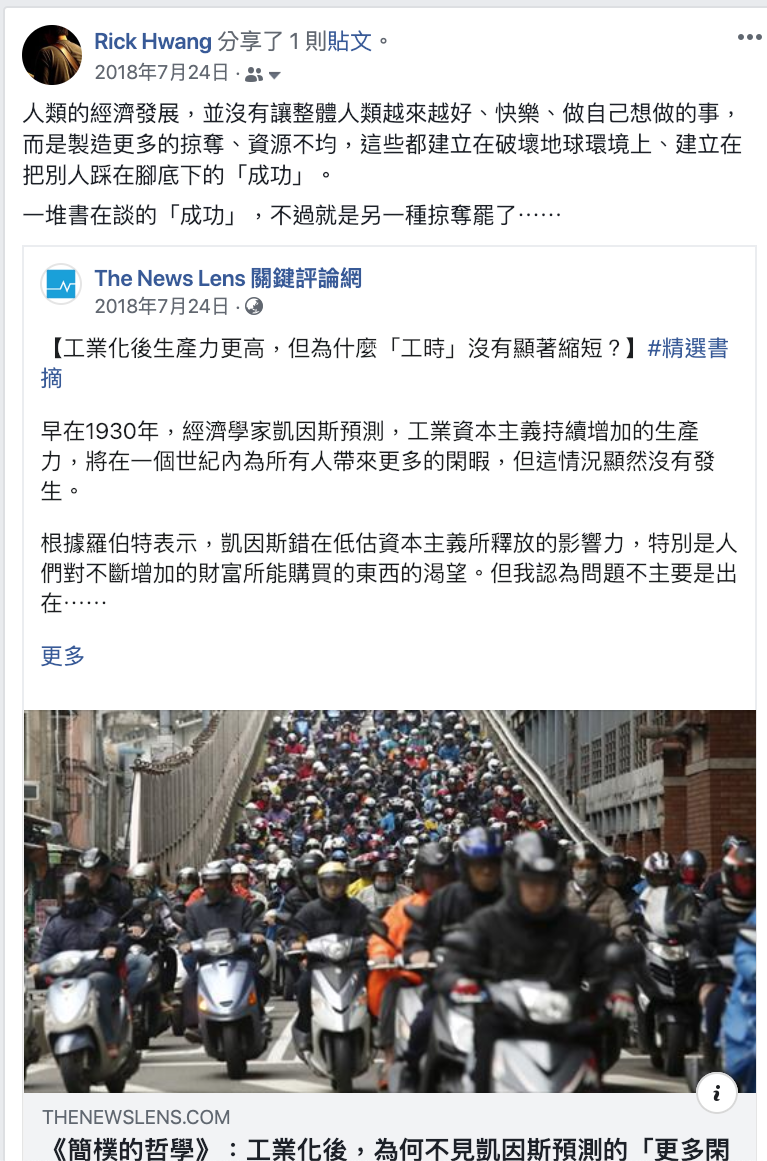 Rick Hwang 分享了 1 則貼文。
2018年7月24日 ·
人類的經濟發展，並沒有讓整體人類越來越好、快樂、做自己想做的事，
而是製造更多的掠奪、資源不均，這些都建立在破壞地球環境上、建立在
把別人踩在腳底下的「成功」。
一堆書在談的「成功」，不過就是另一種掠奪罷了⋯⋯
The News Lens 關鍵評論網
2018年7月24日 ·
【工業化後生產力更高，但為什麼「工時」沒有顯著縮短？】#精選書
摘
早在1930年，經濟學家凱因斯預測，工業資本主義持續增加的生產
力，將在一個世紀內為所有人帶來更多的閑暇，但這情況顯然沒有發
生。
根據羅伯特表示，凱因斯錯在低估資本主義所釋放的影響力，特別是人
們對不斷增加的財富所能購買的東西的渴望。但我認為問題不主要是出
在⋯⋯
更多
i
THENEWSLENS.COM
《簡樸的哲學》：工業化後，為何不見凱因斯預測的「更多閑